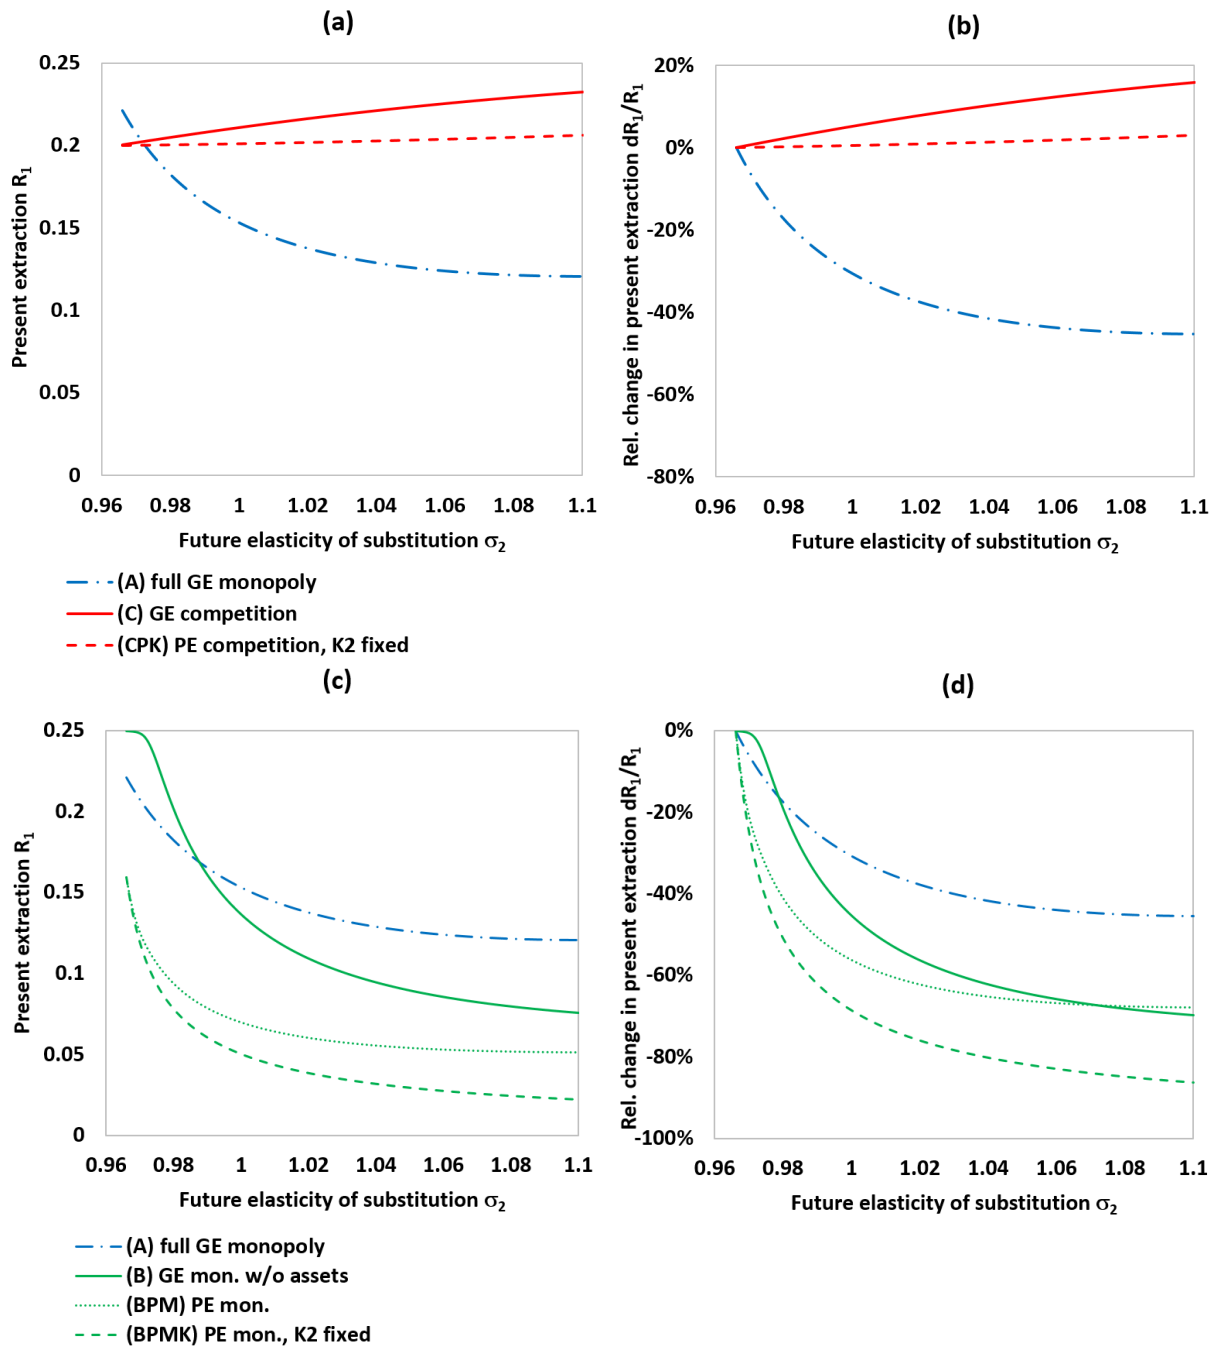 (a)
0.25
0.2
0.15
0.1
0.05
0
Present extraction R1
0.96 0.98 1 1.02 1.04 1.06 1.08 1.1
Future elasticity of substitution σ2
(A) full GE monopoly
(C) GE competition
(CPK) PE competition, K2 fixed
(b)
20%
0%
-20%
-40%
-60%
-80%
Rel. change in present extraction dR1/R1
0.96 0.98 1 1.02 1.04 1.06 1.08 1.1
Future elasticity of substitution σ2
(c)
0.25
0.2
0.15
0.1
0.05
0
Present extraction R1
0.96 0.98 1 1.02 1.04 1.06 1.08 1.1
Future elasticity of substitution σ2
(d)
0%
-20%
-40%
-60%
-80%
-100%
Rel. change in present extraction dR1/R1
0.96 0.98 1 1.02 1.04 1.06 1.08 1.1
Future elasticity of substitution σ2
(A) full GE monopoly
(B) GE mon. w/o assets
(BPM) PE mon.
(BPMK) PE mon., K2 fixed